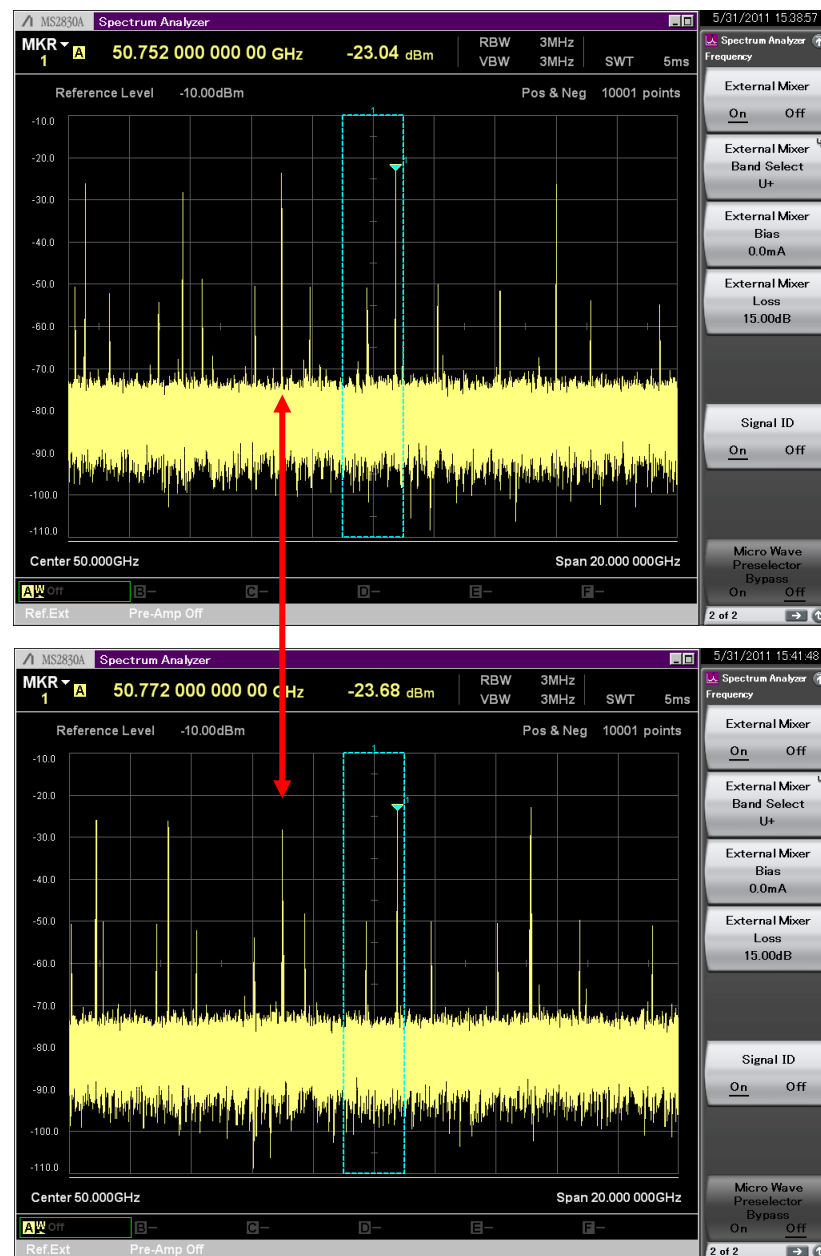 MS2830A Spectrum Analyzer 5/31/2011 15:38:57
MKR A 50.752 000 000 00 GHz -23.04 dBm RBW 3MHz
1 VBW 3MHz SWT 5ms
Reference Level -10.00dBm Pos & Neg 10001 points
1
1
-10.0
-20.0
-30.0
-40.0
-50.0
-60.0
-70.0
-80.0
-90.0
-100.0
-110.0
Center 50.000GHz Span 20.000 000GHz
A W Off B C D E F
Ref.Ext Pre-Amp Off
Spectrum Analyzer
Frequency
External Mixer
On Off
External Mixer
Band Select
U+
External Mixer
Bias
0.0mA
External Mixer
Loss
15.00dB
Signal ID
On Off
Micro Wave
Preselector
Bypass
On Off
2 of 2
MS2830A Spectrum Analyzer 5/31/2011 15:41:48
MKR A 50.772 000 000 00 GHz -23.68 dBm RBW 3MHz
1 VBW 3MHz SWT 5ms
Reference Level -10.00dBm Pos & Neg 10001 points
1
1
-10.0
-20.0
-30.0
-40.0
-50.0
-60.0
-70.0
-80.0
-90.0
-100.0
-110.0
Center 50.000GHz Span 20.000 000GHz
A W Off B C D E F
Ref.Ext Pre-Amp Off
Spectrum Analyzer
Frequency
External Mixer
On Off
External Mixer
Band Select
U+
External Mixer
Bias
0.0mA
External Mixer
Loss
15.00dB
Signal ID
On Off
Micro Wave
Preselector
Bypass
On Off
2 of 2